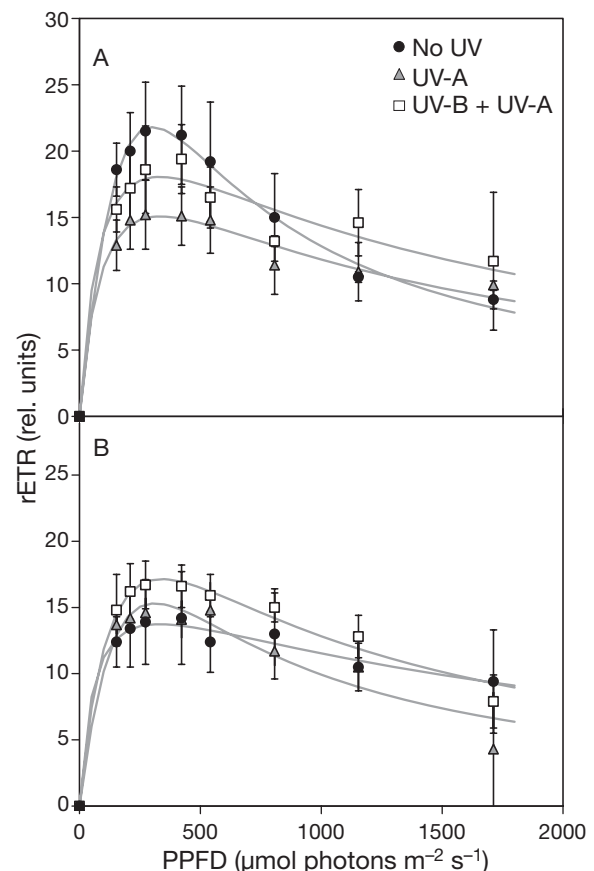 30
A
No UV
UV-A
UV-B + UV-A
25
20
15
10
5
0
B
25
20
15
10
5
0
rETR (rel. units)
0 500 1000 1500 2000
PPFD (µmol photons m⁻² s⁻¹)